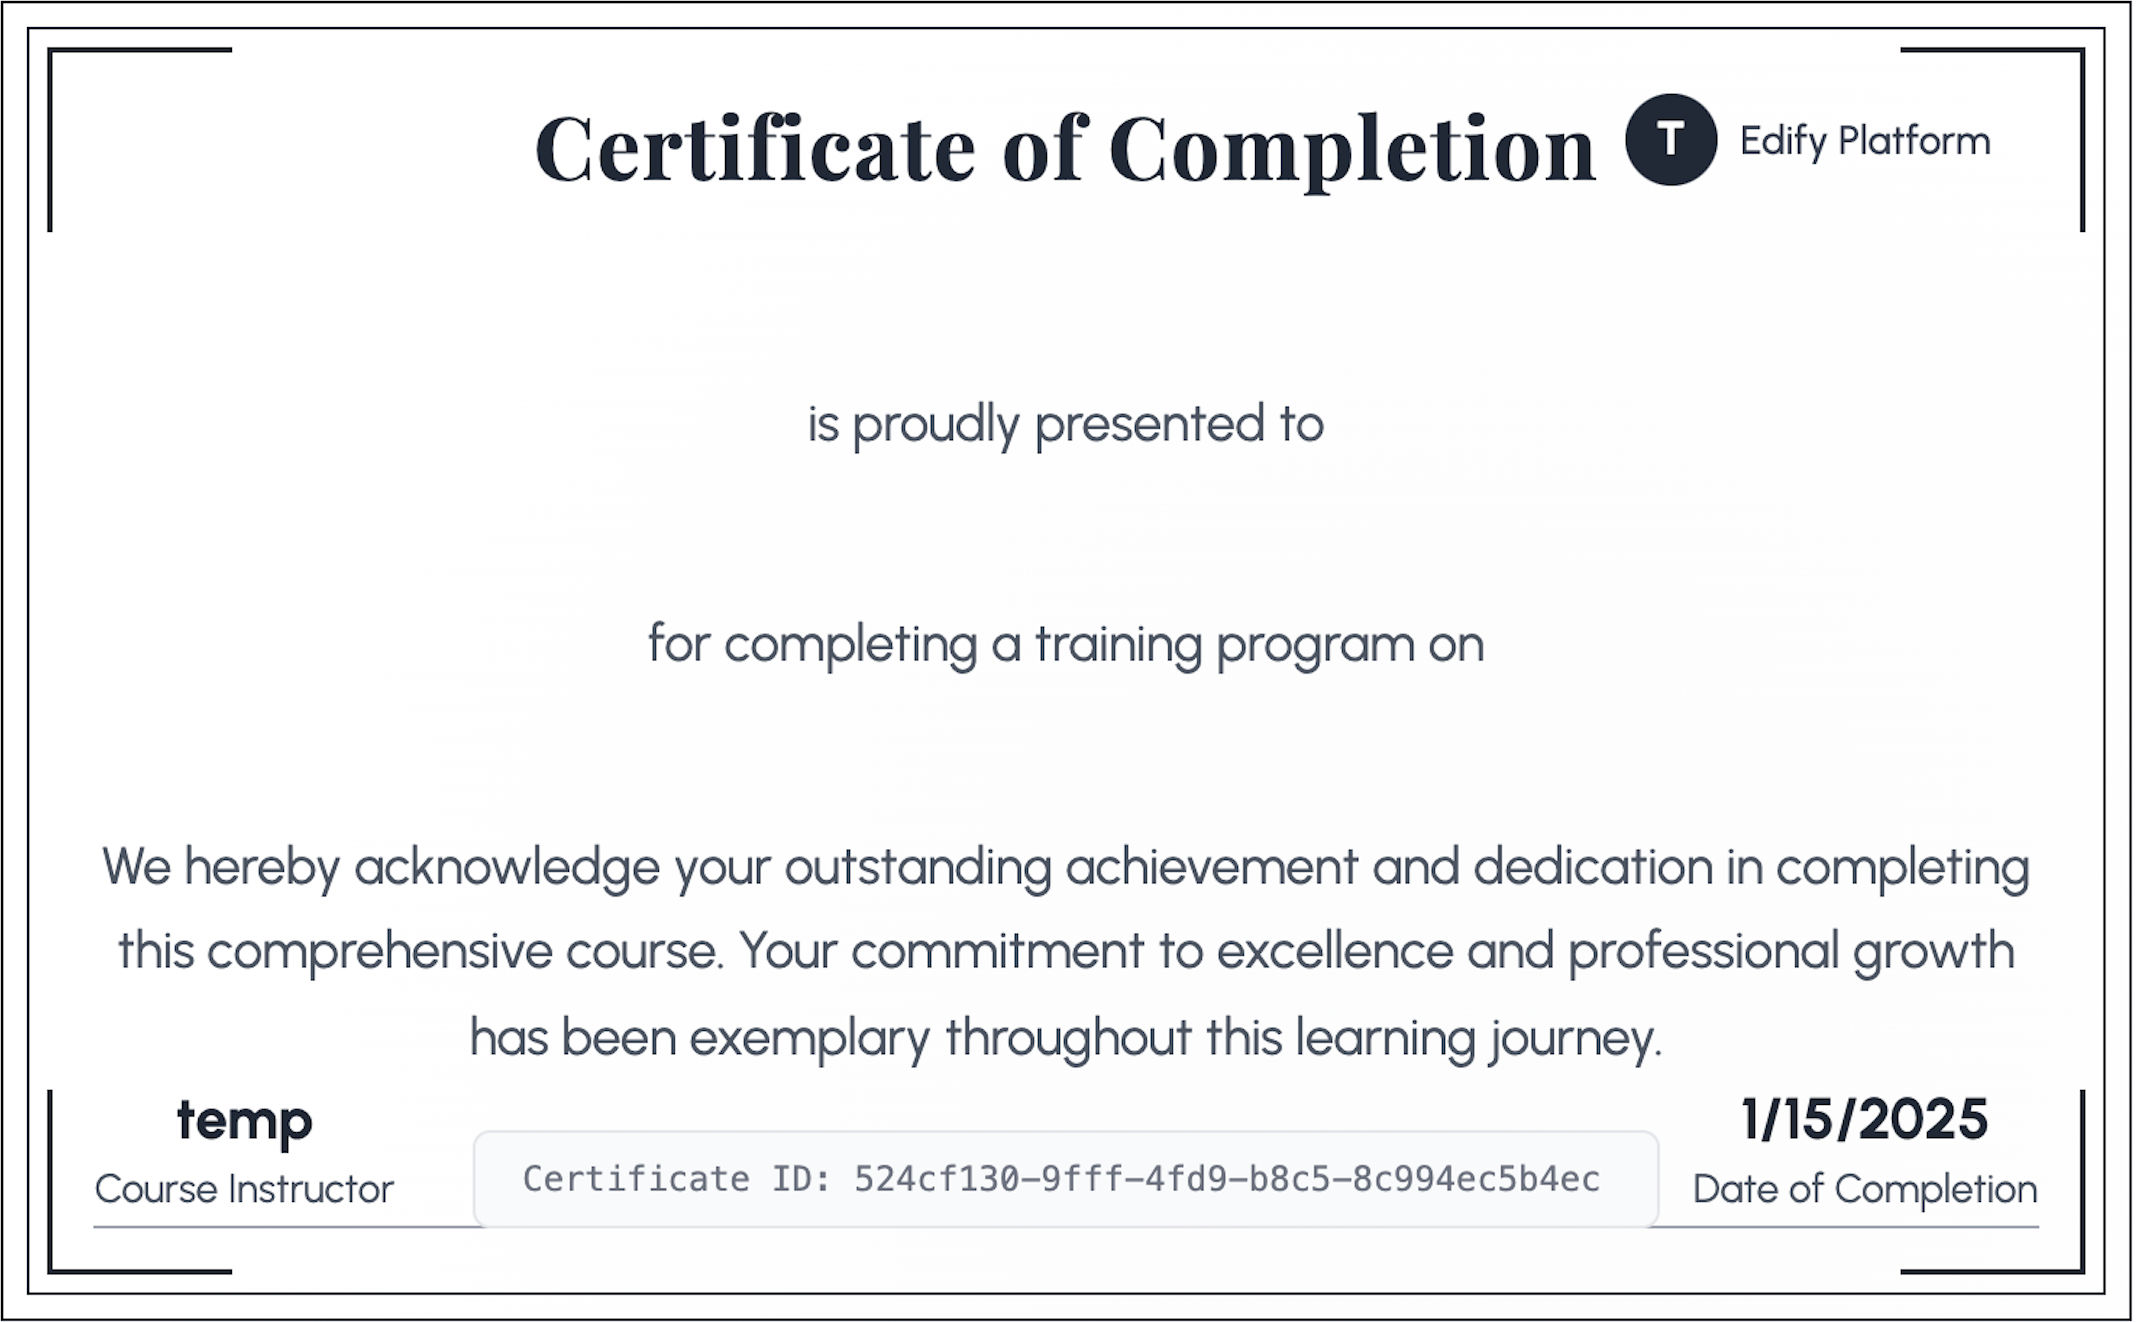 Certificate of Completion
T
Edify Platform
is proudly presented to
for completing a training program on
We hereby acknowledge your outstanding achievement and dedication in completing
this comprehensive course. Your commitment to excellence and professional growth
has been exemplary throughout this learning journey.
temp
Course Instructor
Certificate ID: 524cf130-9fff-4fd9-b8c5-8c994ec5b4ec
1/15/2025
Date of Completion